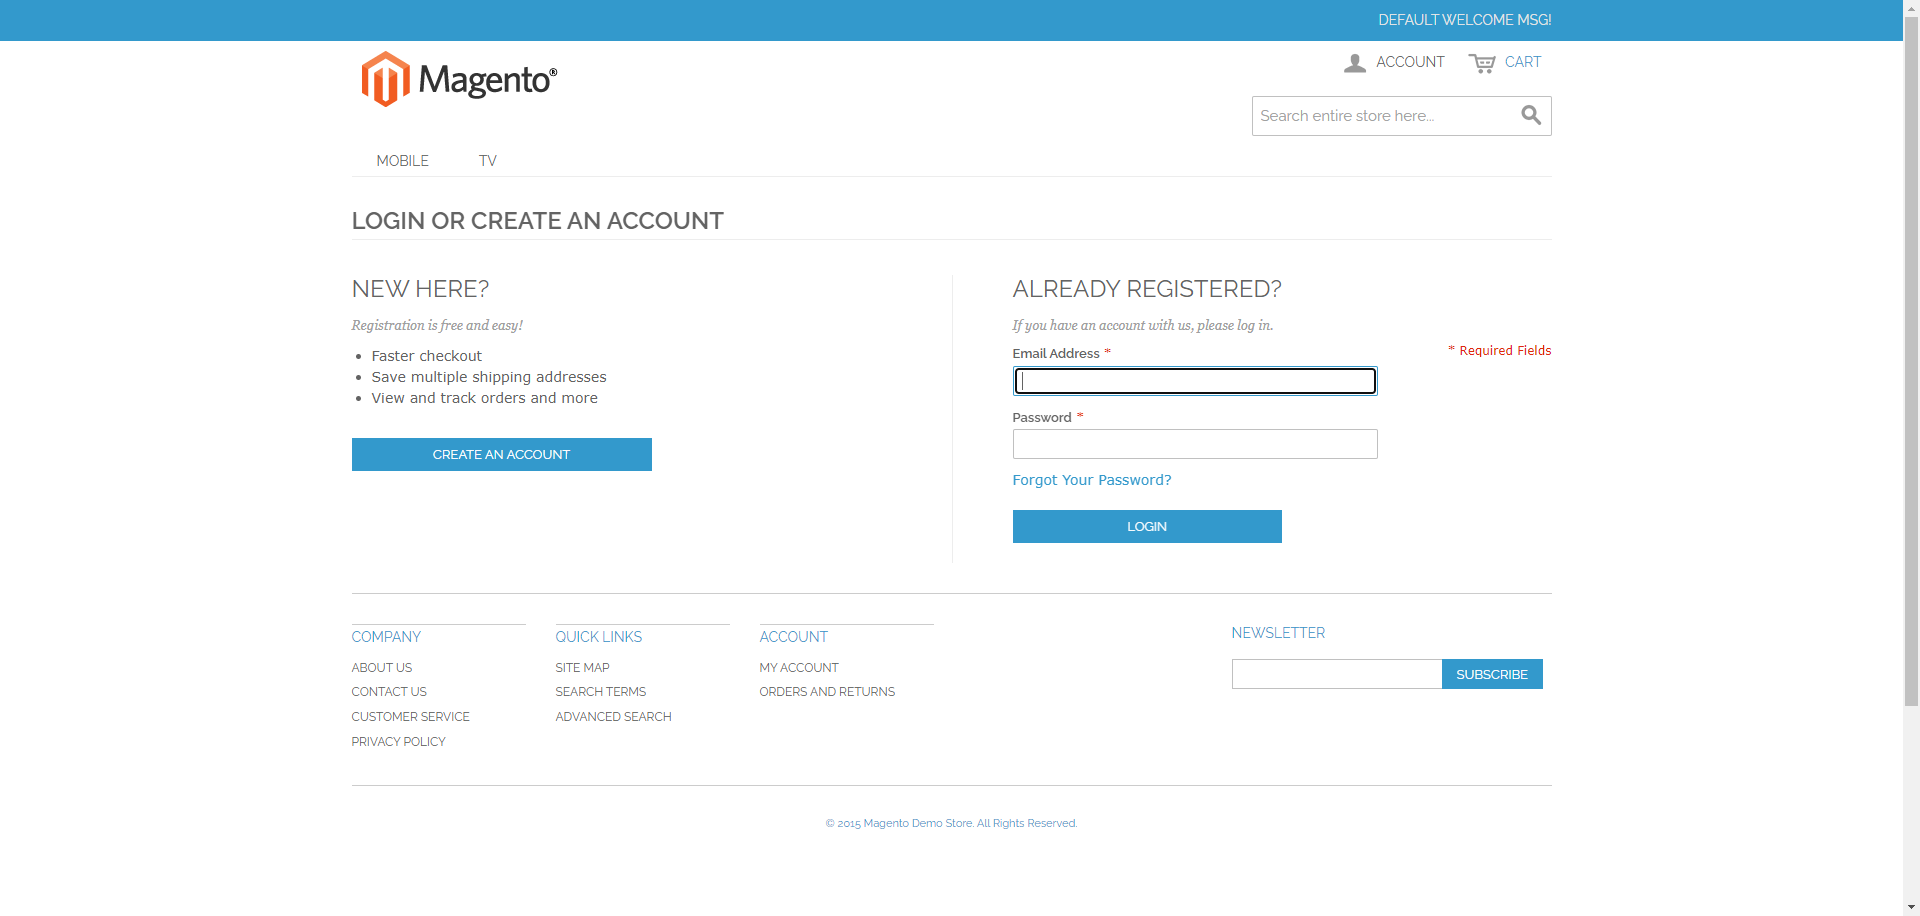 DEFAULT WELCOME MSG!
Magento®
ACCOUNT
CART
Search entire store here...
MOBILE
TV
LOGIN OR CREATE AN ACCOUNT
NEW HERE?
Registration is free and easy!
• Faster checkout
• Save multiple shipping addresses
• View and track orders and more
CREATE AN ACCOUNT
ALREADY REGISTERED?
If you have an account with us, please log in.
Email Address *
* Required Fields
Password *
Forgot Your Password?
LOGIN
COMPANY
ABOUT US
CONTACT US
CUSTOMER SERVICE
PRIVACY POLICY
QUICK LINKS
SITE MAP
SEARCH TERMS
ADVANCED SEARCH
ACCOUNT
MY ACCOUNT
ORDERS AND RETURNS
NEWSLETTER
SUBSCRIBE
© 2015 Magento Demo Store. All Rights Reserved.